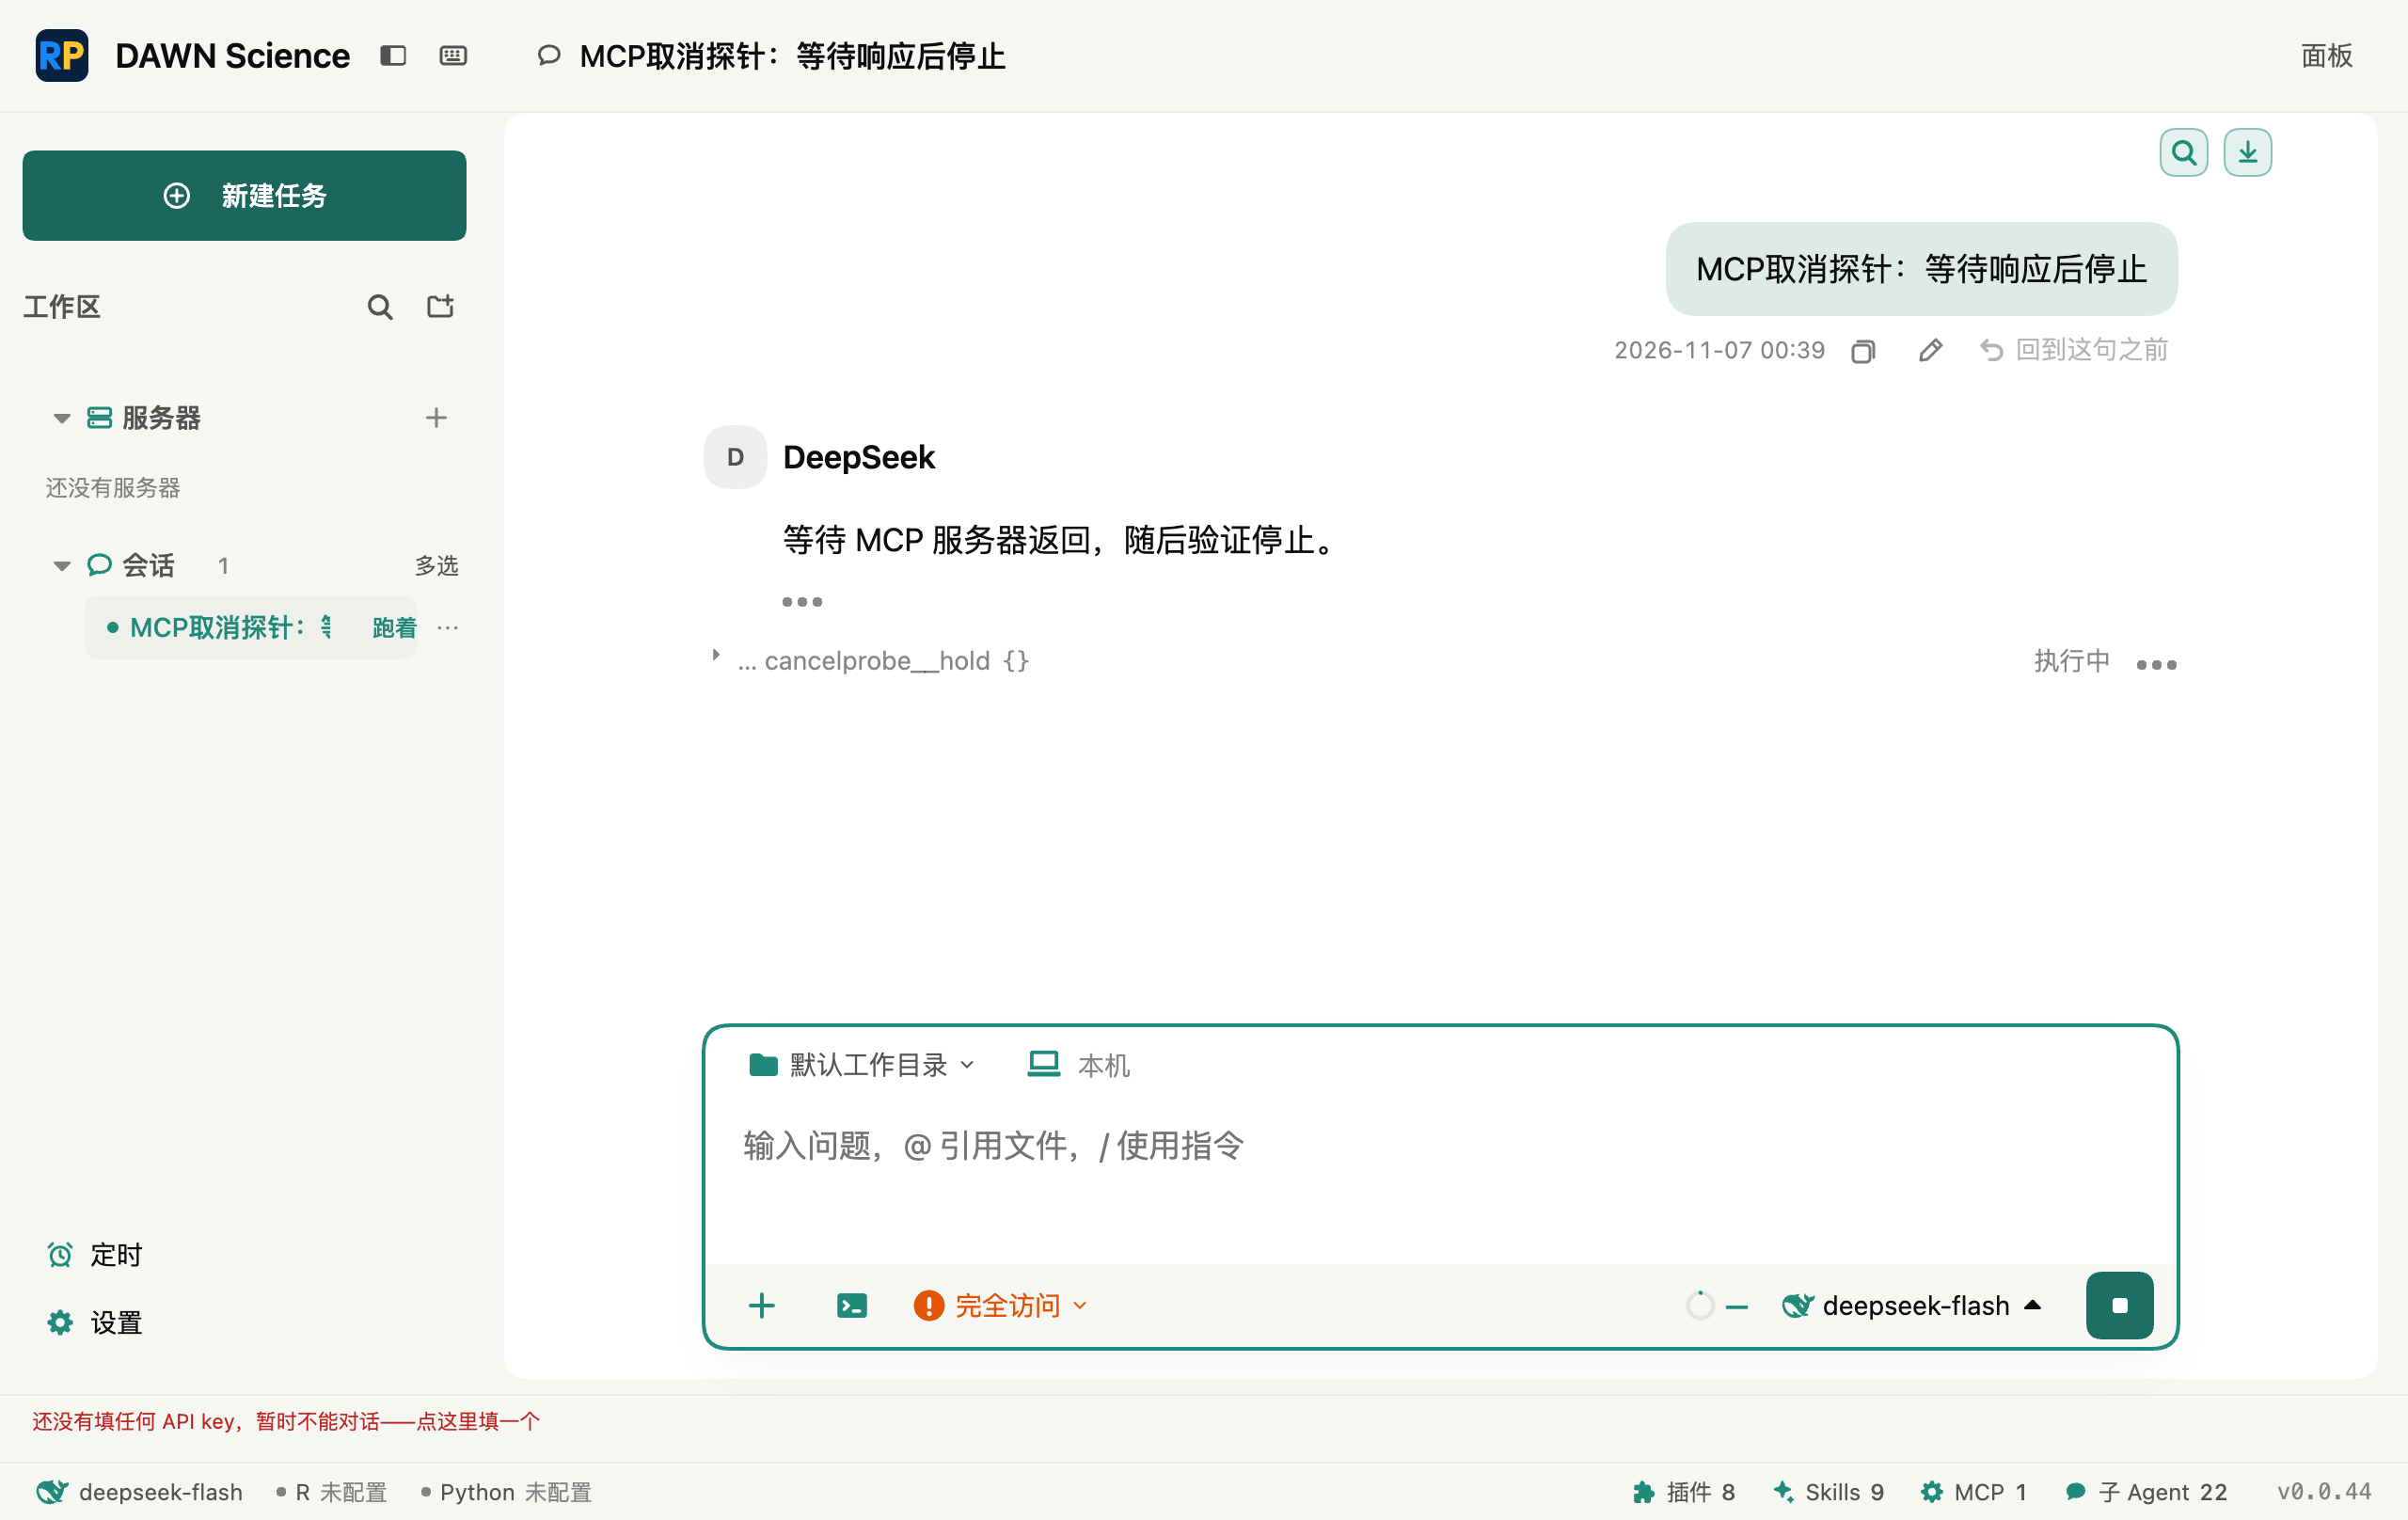 RP DAWN Science MCP取消探针：等待响应后停止 面板
新建任务
工作区
服务器
还没有服务器
会话 1 多选
MCP取消探针： 跑着 ...
定时
设置
MCP取消探针：等待响应后停止
2026-11-07 00:39 回到这句之前
D DeepSeek
等待 MCP 服务器返回，随后验证停止。
... cancelprobe__hold {} 执行中
默认工作目录 本机
输入问题，@ 引用文件，/ 使用指令
完全访问 deepseek-flash
还没有填任何 API key，暂时不能对话——点这里填一个
deepseek-flash R 未配置 Python 未配置 插件 8 Skills 9 MCP 1 子 Agent 22 v0.0.44